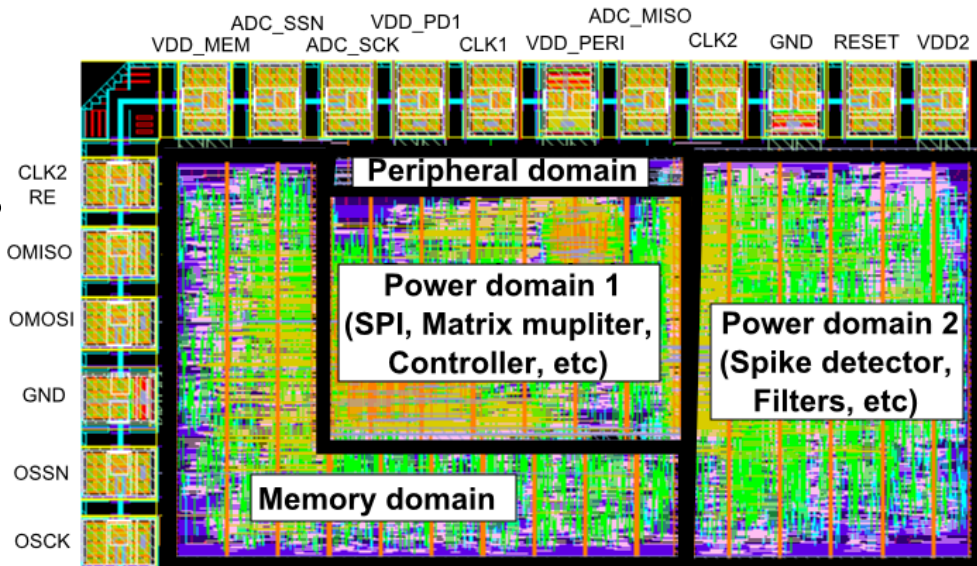 ADC_SSN VDD_PD1 ADC_MISO
VDD_MEM ADC_SCK CLK1 VDD_PERI CLK2 GND RESET VDD2
CLK2
RE
OMISO
OMOSI
GND
OSSN
OSCK
Peripheral domain
Power domain 1
(SPI, Matrix mupliter,
Controller, etc)
Power domain 2
(Spike detector,
Filters, etc)
Memory domain